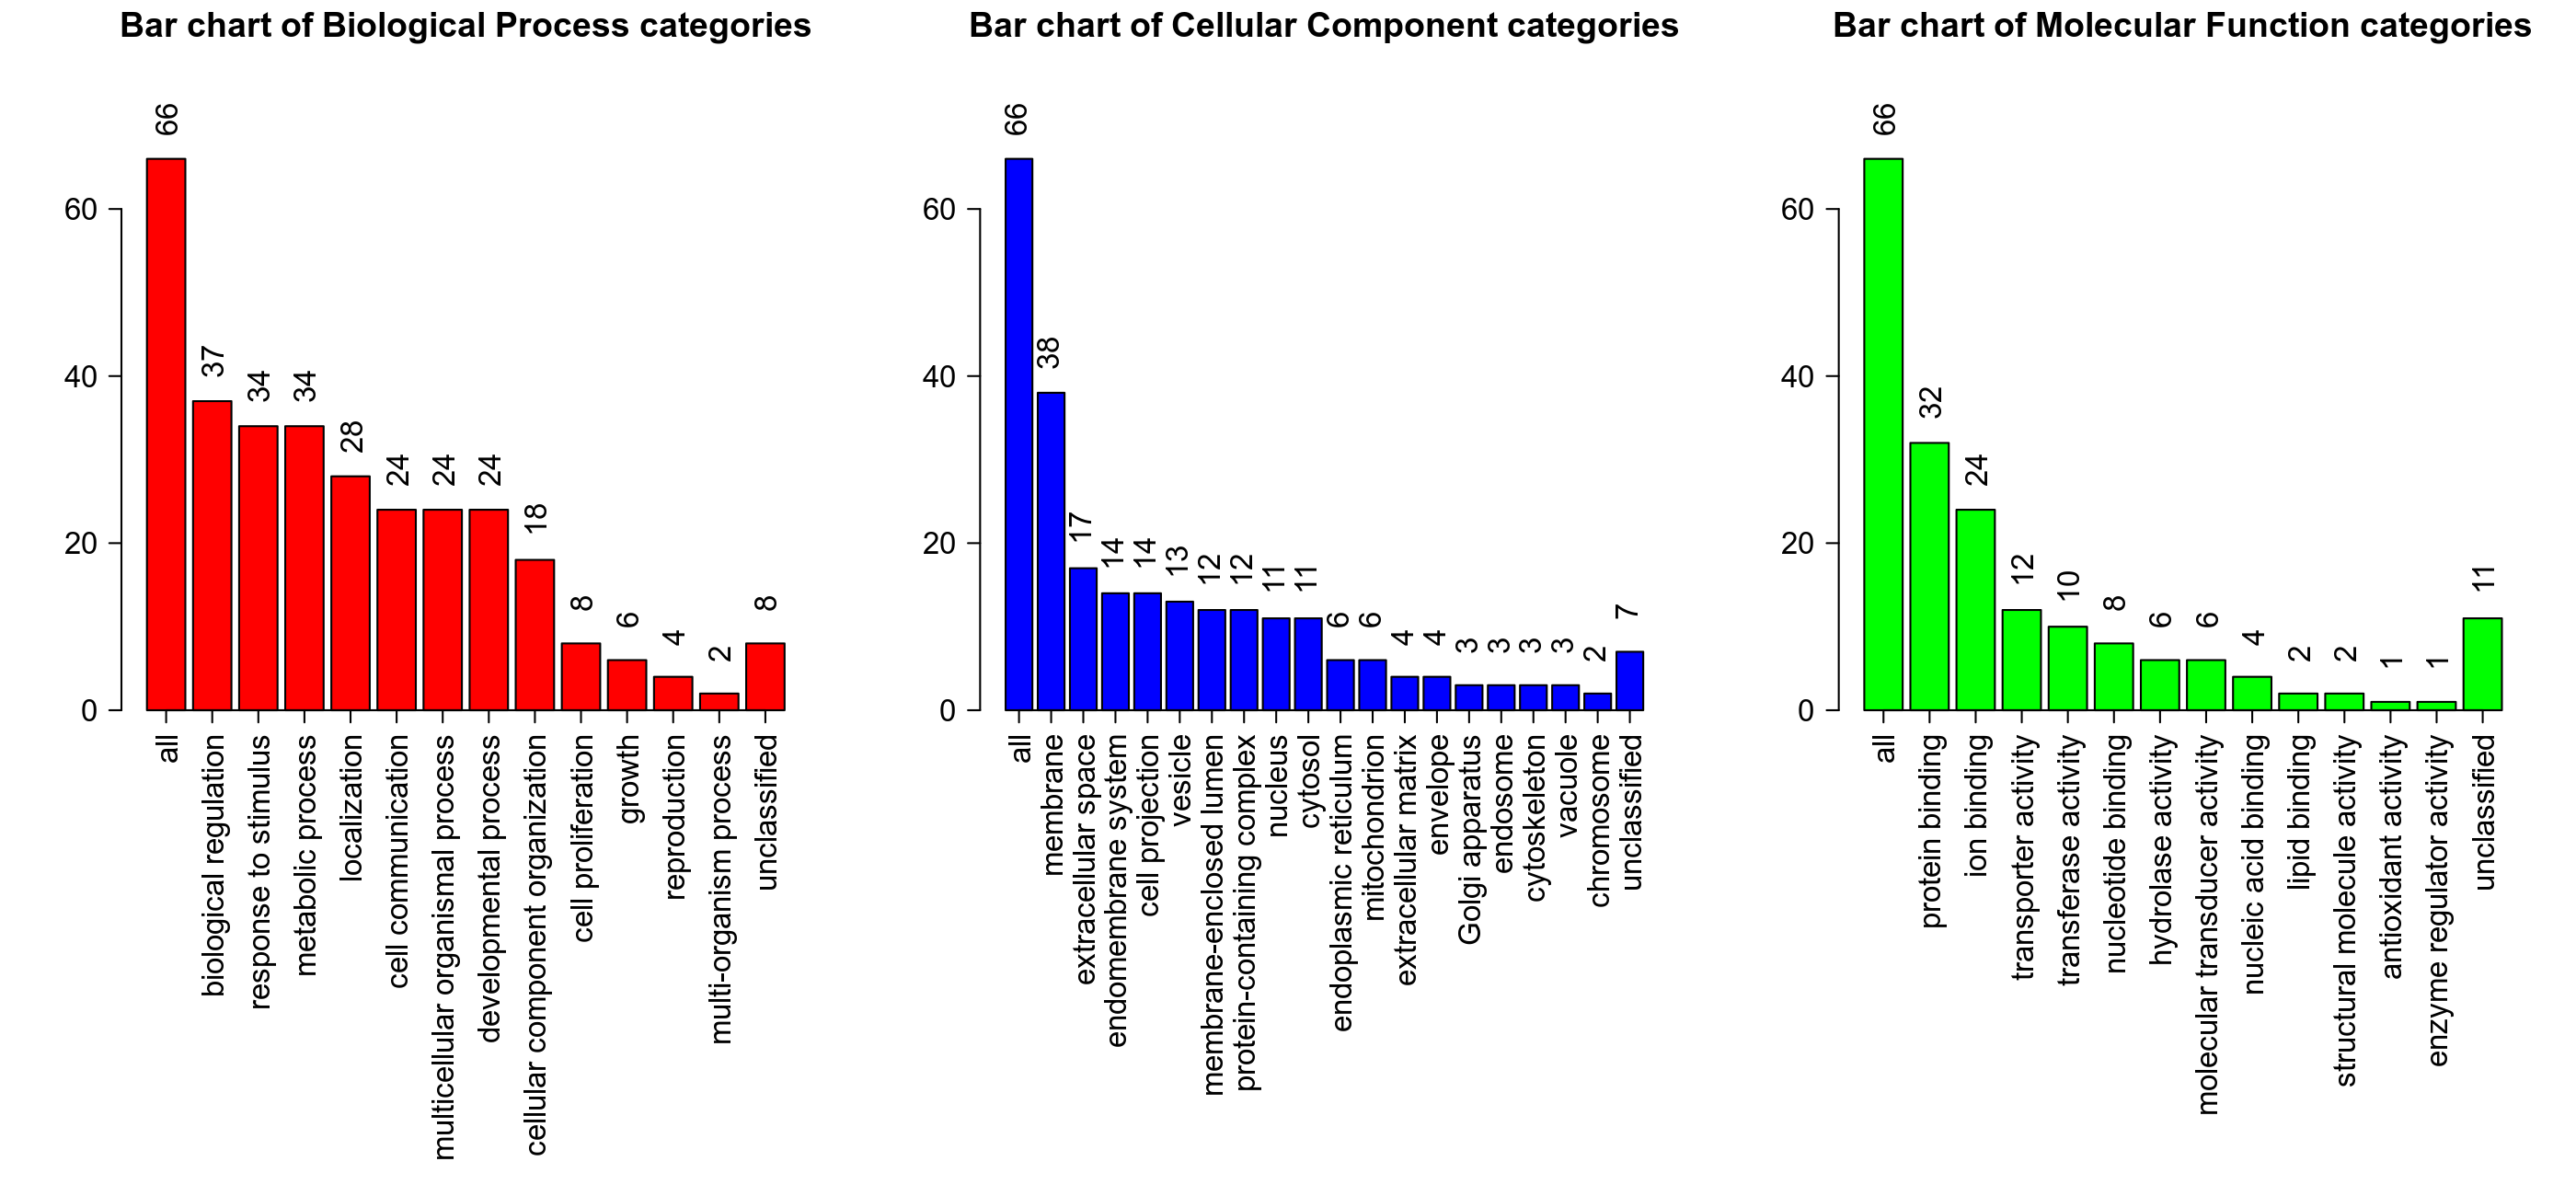 Bar chart of Biological Process categories
66
37
34
34
28
24
24
24
18
8
6
4
2
8
60
40
20
0
all
biological regulation
response to stimulus
metabolic process
localization
cell communication
multicellular organismal process
developmental process
cellular component organization
cell proliferation
growth
reproduction
multi-organism process
unclassified
Bar chart of Cellular Component categories
66
38
17
14
14
13
12
12
11
11
6
6
4
4
3
3
3
3
2
7
60
40
20
0
all
membrane
extracellular space
endomembrane system
cell projection
vesicle
membrane-enclosed lumen
protein-containing complex
nucleus
cytosol
endoplasmic reticulum
mitochondrion
extracellular matrix
envelope
Golgi apparatus
endosome
cytoskeleton
vacuole
chromosome
unclassified
Bar chart of Molecular Function categories
66
32
24
12
10
8
6
6
4
2
2
1
1
11
60
40
20
0
all
protein binding
ion binding
transporter activity
transferase activity
nucleotide binding
hydrolase activity
molecular transducer activity
nucleic acid binding
lipid binding
structural molecule activity
antioxidant activity
enzyme regulator activity
unclassified